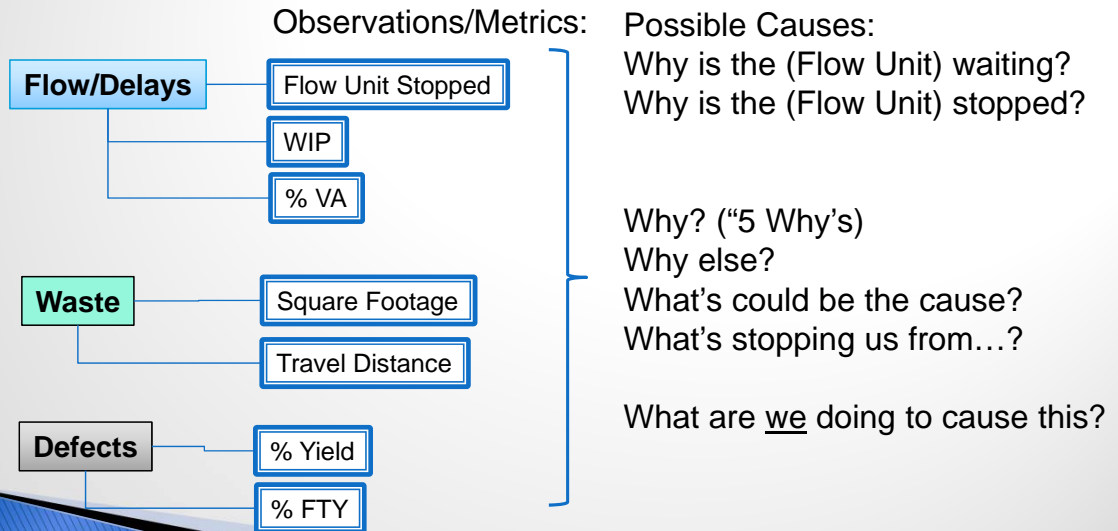 Observations/Metrics:
Flow/Delays
Flow Unit Stopped
WIP
% VA
Waste
Square Footage
Travel Distance
Defects
% Yield
% FTY
Possible Causes:
Why is the (Flow Unit) waiting?
Why is the (Flow Unit) stopped?
Why? (“5 Why’s)
Why else?
What’s could be the cause?
What’s stopping us from…?
What are we doing to cause this?